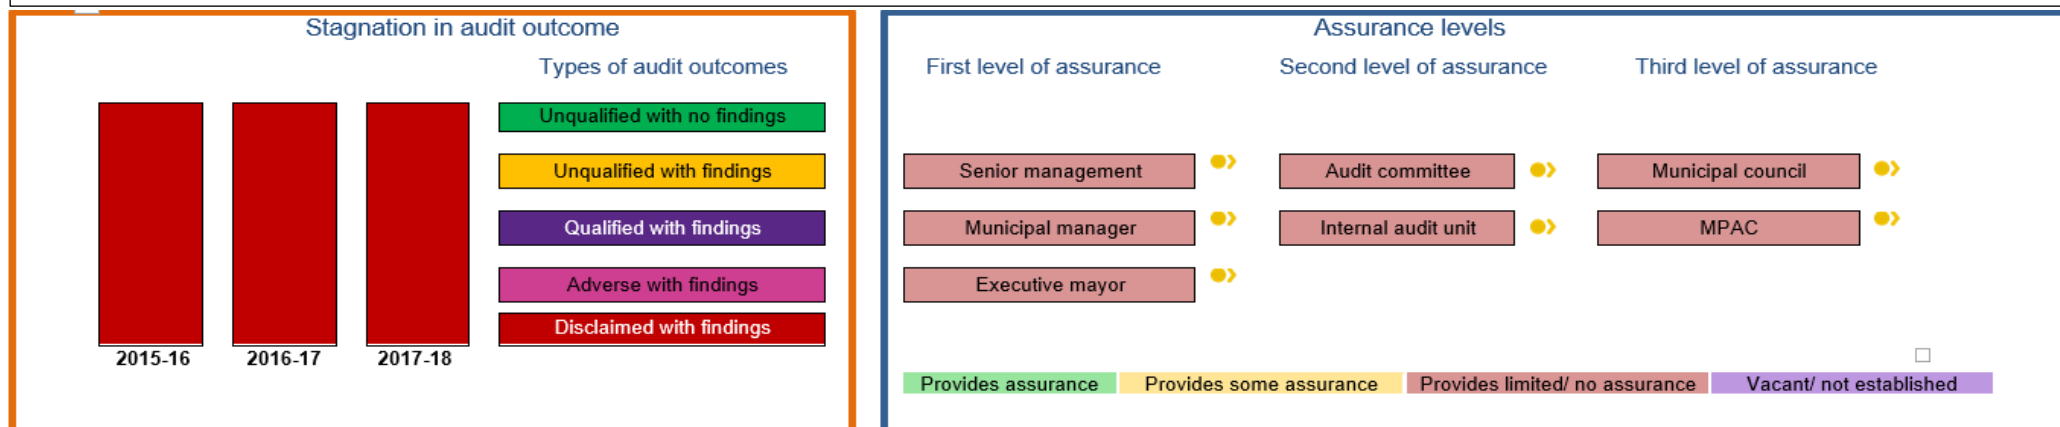 Stagnation in audit outcome
Types of audit outcomes
Unqualified with no findings
Unqualified with findings
Qualified with findings
Adverse with findings
Disclaimed with findings
2015-16 2016-17 2017-18
Assurance levels
First level of assurance Second level of assurance Third level of assurance
Senior management Audit committee Municipal council
Municipal manager Internal audit unit MPAC
Executive mayor
Provides assurance Provides some assurance Provides limited/ no assurance Vacant/ not established